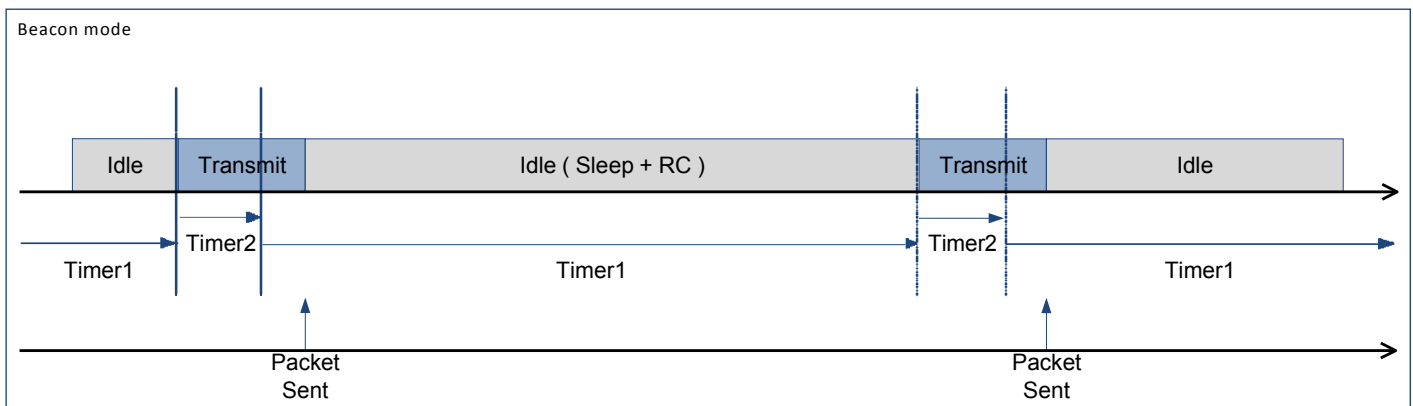 Beacon mode
Idle
Transmit
Idle ( Sleep + RC )
Transmit
Idle
Timer2
Timer2
Timer1
Timer1
Timer1
Packet
Sent
Packet
Sent